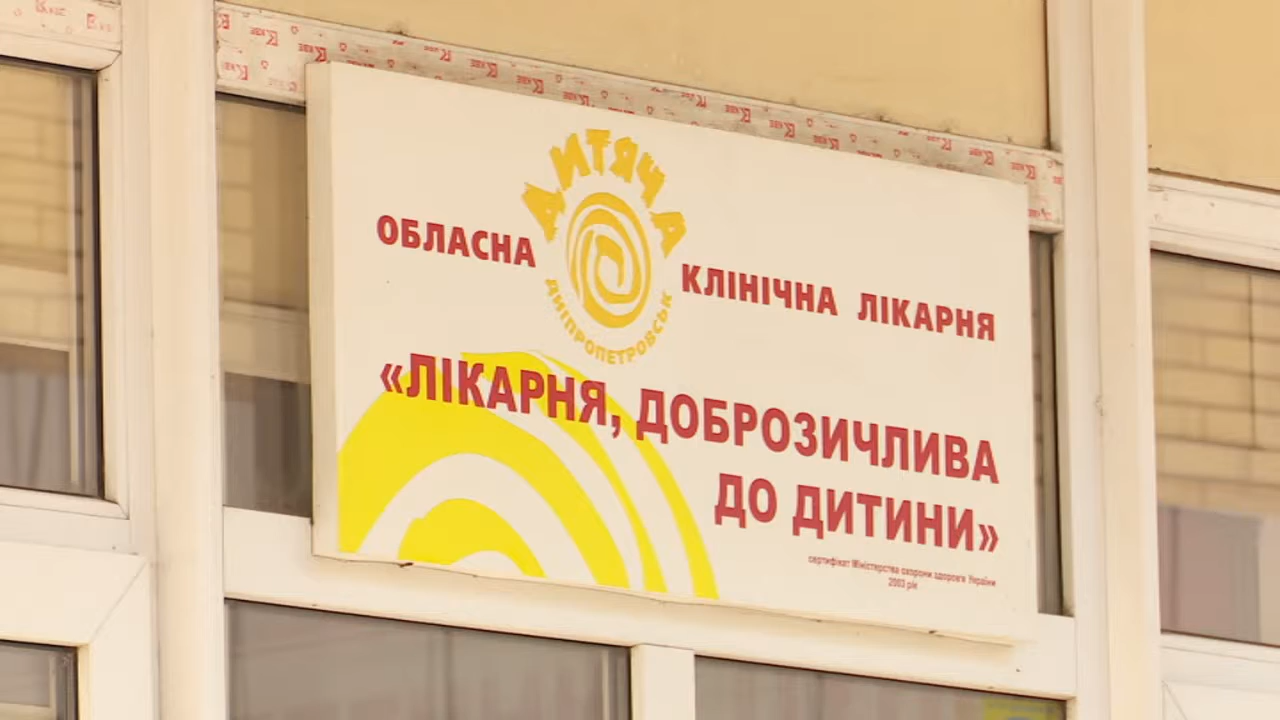 ОБЛАСНА ДИТЯЧА КЛІНІЧНА ЛІКАРНЯ
ДНІПРОПЕТРОВСЬК
«ЛІКАРНЯ, ДОБРОЗИЧЛИВА
ДО ДИТИНИ»
сертифікат Міністерства охорони здоров'я України
2003 рік